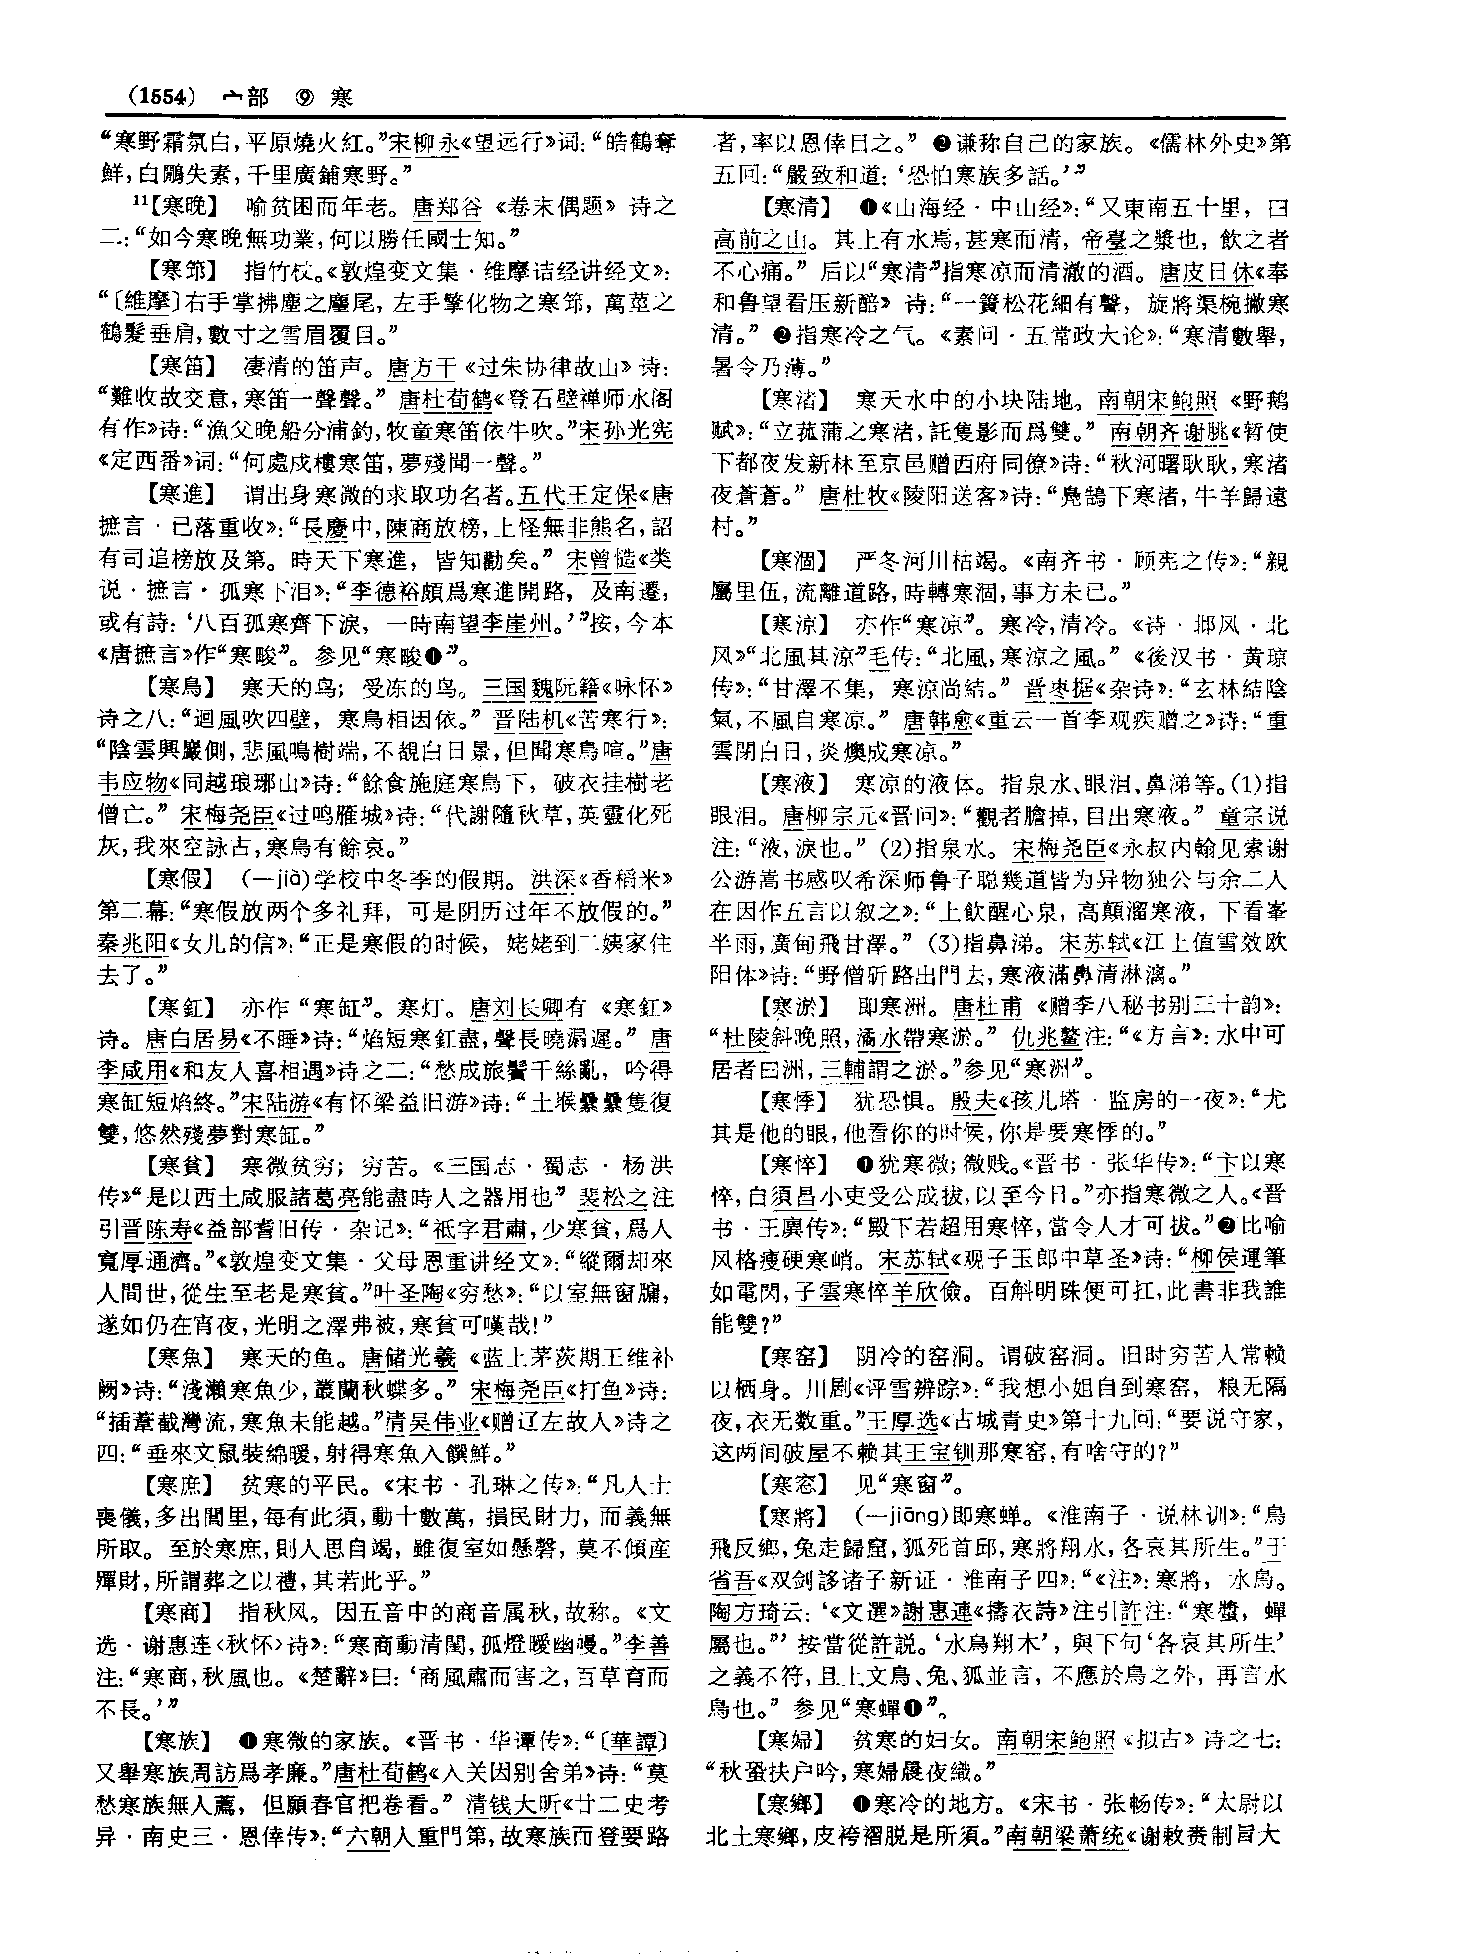 (1554) 宀部 ⑨ 寒
“寒野霜氛白，平原燒火紅。”宋柳永《望远行》词：“皓鶴奪
鮮，白鷴失素，千里廣鋪寒野。”
11【寒晚】 喻贫困而年老。唐郑谷《卷末偶题》诗之
二：“如今寒晚無功業，何以勝任國士知。”
【寒筇】 指竹杖。《敦煌变文集·维摩诘经讲经文》：
“〔維摩〕右手掌拂塵之麈尾，左手擎化物之寒筇，萬莖之
鶴髪垂肩，數寸之雪眉覆目。”
【寒笛】 凄清的笛声。唐方干《过朱协律故山》诗：
“難收故交意，寒笛一聲聲。” 唐杜荀鹤《登石壁禅师水阁
有作》诗：“漁父晚船分浦釣，牧童寒笛依牛吹。”宋孙光宪
《定西番》词：“何處戍樓寒笛，夢殘聞一聲。”
【寒進】 谓出身寒微的求取功名者。五代王定保《唐
摭言·已落重收》：“長慶中，陳商放榜，上怪無非熊名，詔
有司追榜放及第。時天下寒進，皆知勸矣。” 宋曾慥《类
说·摭言·孤寒下泪》：“李德裕頗爲寒進開路，及南遷，
或有詩：‘八百孤寒齊下淚，一時南望李崖州。’”按，今本
《唐摭言》作“寒畯”。参见“寒畯❶”。
【寒鳥】 寒天的鸟；受冻的鸟。三国魏阮籍《咏怀》
诗之八：“迴風吹四壁，寒鳥相因依。” 晋陆机《苦寒行》：
“陰雲興巖側，悲風鳴樹端，不覩白日景，但聞寒鳥喧。”唐
韦应物《同越琅琊山》诗：“餘食施庭寒鳥下，破衣挂樹老
僧亡。” 宋梅尧臣《过鸣雁城》诗：“代謝隨秋草，英靈化死
灰，我來空詠古，寒鳥有餘哀。”
【寒假】 (—jià)学校中冬季的假期。洪深《香稻米》
第二幕：“寒假放两个多礼拜，可是阴历过年不放假的。”
秦兆阳《女儿的信》：“正是寒假的时候，姥姥到二姨家住
去了。”
【寒釭】 亦作“寒缸”。寒灯。唐刘长卿有《寒釭》
诗。唐白居易《不睡》诗：“焰短寒釭盡，聲長曉漏遲。” 唐
李咸用《和友人喜相遇》诗之二：“愁成旅鬢千絲亂，吟得
寒缸短焰終。”宋陆游《有怀梁益旧游》诗：“土堠纍纍隻復
雙，悠然殘夢對寒缸。”
【寒貧】 寒微贫穷；穷苦。《三国志·蜀志·杨洪
传》“是以西土咸服諸葛亮能盡時人之器用也” 裴松之注
引晋陈寿《益部耆旧传·杂记》：“祇字君肅，少寒貧，爲人
寬厚通濟。”《敦煌变文集·父母恩重讲经文》：“縱爾却來
人間世，從生至老是寒貧。”叶圣陶《穷愁》：“以室無窗牖，
遂如仍在宵夜，光明之澤弗被，寒貧可嘆哉！”
【寒魚】 寒天的鱼。唐储光羲《蓝上茅茨期王维补
阙》诗：“淺瀨寒魚少，叢蘭秋蝶多。” 宋梅尧臣《打鱼》诗：
“插葦截灣流，寒魚未能越。”清吴伟业《赠辽左故人》诗之
四：“垂來文鼠裝綿暖，射得寒魚入饌鮮。”
【寒庶】 贫寒的平民。《宋书·孔琳之传》：“凡人士
喪儀，多出閭里，每有此須，動十數萬，損民財力，而義無
所取。至於寒庶，則人思自竭，雖復室如懸磬，莫不傾産
殫財，所謂葬之以禮，其若此乎。”
【寒商】 指秋风。因五音中的商音属秋，故称。《文
选·谢惠连〈秋怀〉诗》：“寒商動清閨，孤燈曖幽幔。”李善
注：“寒商，秋風也。《楚辭》曰：‘商風肅而害之，百草育而
不長。’”
【寒族】 ❶寒微的家族。《晋书·华谭传》：“〔華譚〕
又舉寒族周訪爲孝廉。”唐杜荀鹤《入关因别舍弟》诗：“莫
愁寒族無人薦，但願春官把卷看。” 清钱大昕《廿二史考
异·南史三·恩倖传》：“六朝人重門第，故寒族而登要路
者，率以恩倖目之。” ❷谦称自己的家族。《儒林外史》第
五回：“嚴致和道：‘恐怕寒族多話。’”
【寒清】 ❶《山海经·中山经》：“又東南五十里，曰
高前之山。其上有水焉，甚寒而清，帝臺之漿也，飲之者
不心痛。” 后以“寒清”指寒凉而清澈的酒。唐皮日休《奉
和鲁望看压新醅》诗：“一簀松花細有聲，旋將渠椀撇寒
清。” ❷指寒冷之气。《素问·五常政大论》：“寒清數舉，
暑令乃薄。”
【寒渚】 寒天水中的小块陆地。南朝宋鲍照《野鹅
赋》：“立菰蒲之寒渚，託隻影而爲雙。” 南朝齐谢朓《暂使
下都夜发新林至京邑赠西府同僚》诗：“秋河曙耿耿，寒渚
夜蒼蒼。” 唐杜牧《陵阳送客》诗：“鳧鵠下寒渚，牛羊歸遠
村。”
【寒涸】 严冬河川枯竭。《南齐书·顾宪之传》：“親
屬里伍，流離道路，時轉寒涸，事方未已。”
【寒涼】 亦作“寒凉”。寒冷，清冷。《诗·邶风·北
风》“北風其涼”毛传：“北風，寒涼之風。” 《後汉书·黄琼
传》：“甘澤不集，寒涼尚結。” 晋枣据《杂诗》：“玄林結陰
氣，不風自寒凉。” 唐韩愈《重云一首李观疾赠之》诗：“重
雲閉白日，炎燠成寒凉。”
【寒液】 寒凉的液体。指泉水、眼泪、鼻涕等。(1)指
眼泪。唐柳宗元《晋问》：“觀者膽掉，目出寒液。” 童宗说
注：“液，淚也。” (2)指泉水。宋梅尧臣《永叔内翰见索谢
公游嵩书感叹希深师鲁子聪幾道皆为异物独公与余二人
在因作五言以叙之》：“上飲醒心泉，高顛溜寒液，下看峯
半雨，廣甸飛甘澤。” (3)指鼻涕。宋苏轼《江上值雪效欧
阳体》诗：“野僧斫路出門去，寒液滿鼻清淋漓。”
【寒淤】 即寒洲。唐杜甫《赠李八秘书别三十韵》：
“杜陵斜晚照，潏水帶寒淤。” 仇兆鳌注：“《方言》：水中可
居者曰洲，三輔謂之淤。”参见“寒洲”。
【寒悸】 犹恐惧。殷夫《孩儿塔·监房的一夜》：“尤
其是他的眼，他看你的时候，你是要寒悸的。”
【寒悴】 ❶犹寒微；微贱。《晋书·张华传》：“卞以寒
悴，自須昌小吏受公成拔，以至今日。”亦指寒微之人。《晋
书·王廙传》：“殿下若超用寒悴，當令人才可拔。”❷比喻
风格瘦硬寒峭。宋苏轼《观子玉郎中草圣》诗：“柳侯運筆
如電閃，子雲寒悴羊欣儉。百斛明珠便可扛，此書非我誰
能雙？”
【寒窑】 阴冷的窑洞。谓破窑洞。旧时穷苦人常赖
以栖身。川剧《评雪辨踪》：“我想小姐自到寒窑，粮无隔
夜，衣无数重。”王厚选《古城青史》第十九回：“要说守家，
这两间破屋不赖其王宝钏那寒窑，有啥守的？”
【寒窓】 见“寒窗”。
【寒將】 (—jiāng)即寒蝉。《淮南子·说林训》：“鳥
飛反鄉，兔走歸窟，狐死首邱，寒將翔水，各哀其所生。”于
省吾《双剑誃诸子新证·淮南子四》：“《注》：寒將，水鳥。
陶方琦云：‘《文選》謝惠連《擣衣詩》注引許注：“寒螿，蟬
屬也。”’按當從許説。‘水鳥翔木’，與下句‘各哀其所生’
之義不符，且上文鳥、兔、狐並言，不應於鳥之外，再言水
鳥也。” 参见“寒蟬❶”。
【寒婦】 贫寒的妇女。南朝宋鲍照《拟古》诗之七：
“秋蛩扶户吟，寒婦晨夜織。”
【寒鄉】 ❶寒冷的地方。《宋书·张畅传》：“太尉以
北土寒鄉，皮袴褶脱是所須。”南朝梁萧统《谢敕赉制旨大